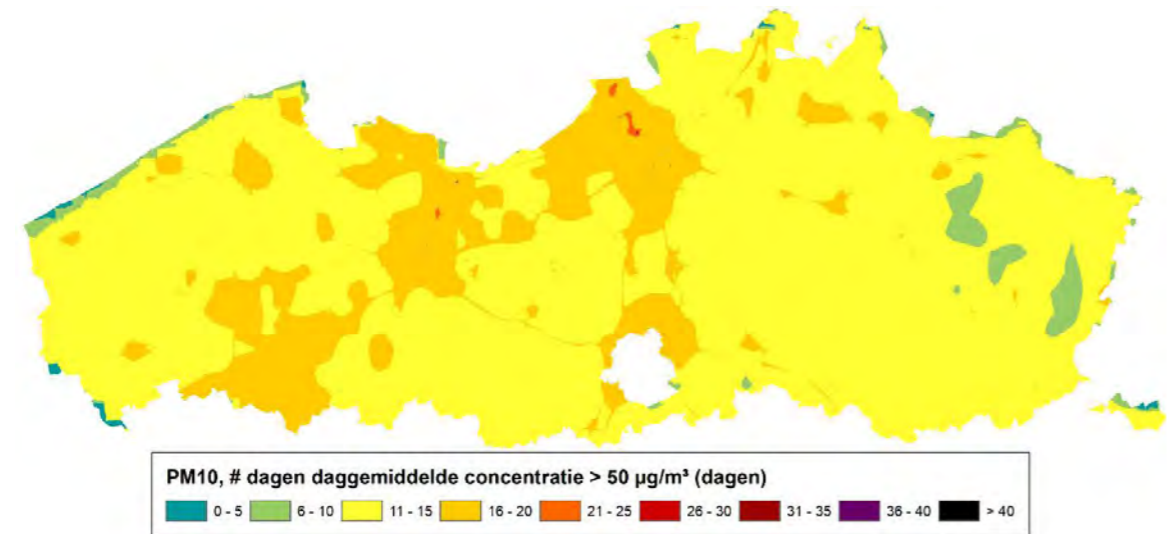 PM10, # dagen daggemiddelde concentratie > 50 µg/m³ (dagen)
0 - 5 6 - 10 11 - 15 16 - 20 21 - 25 26 - 30 31 - 35 36 - 40 > 40